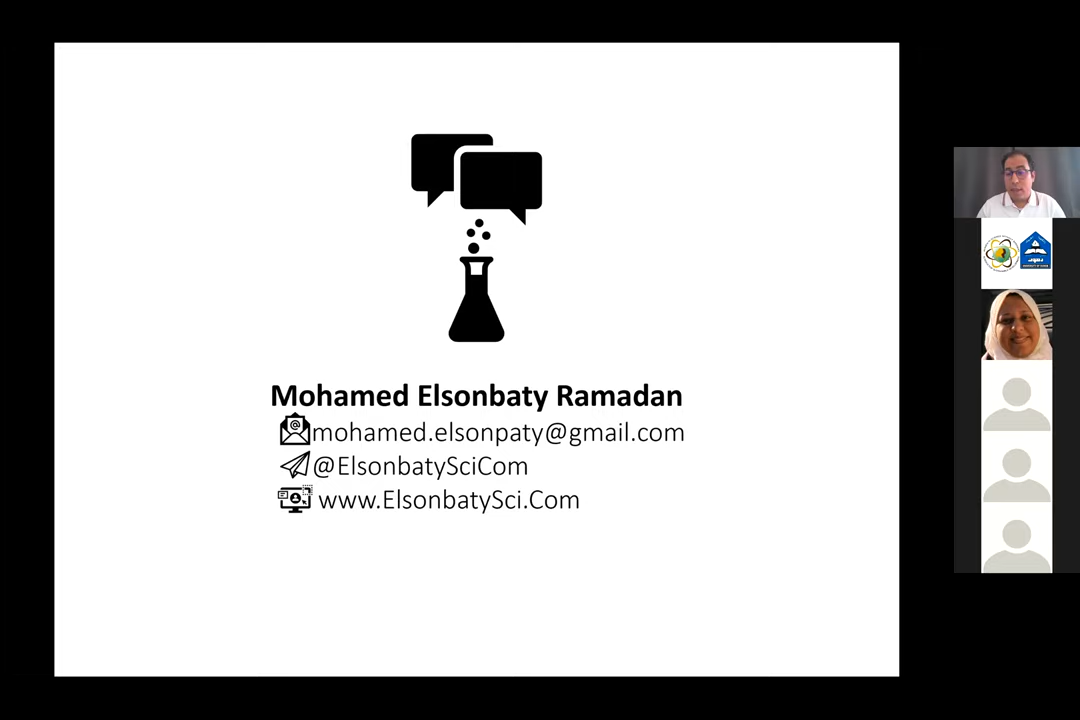 Mohamed Elsonbaty Ramadan
mohamed.elsonpaty@gmail.com
@ElsonbatySciCom
www.ElsonbatySci.Com